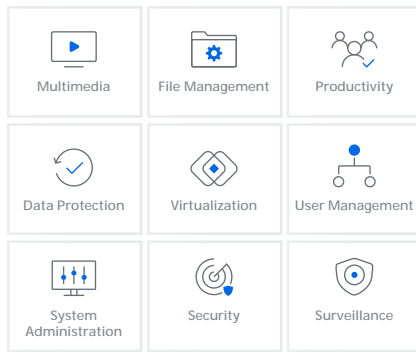 Multimedia
File Management
Productivity
Data Protection
Virtualization
User Management
System
Administration
Security
Surveillance